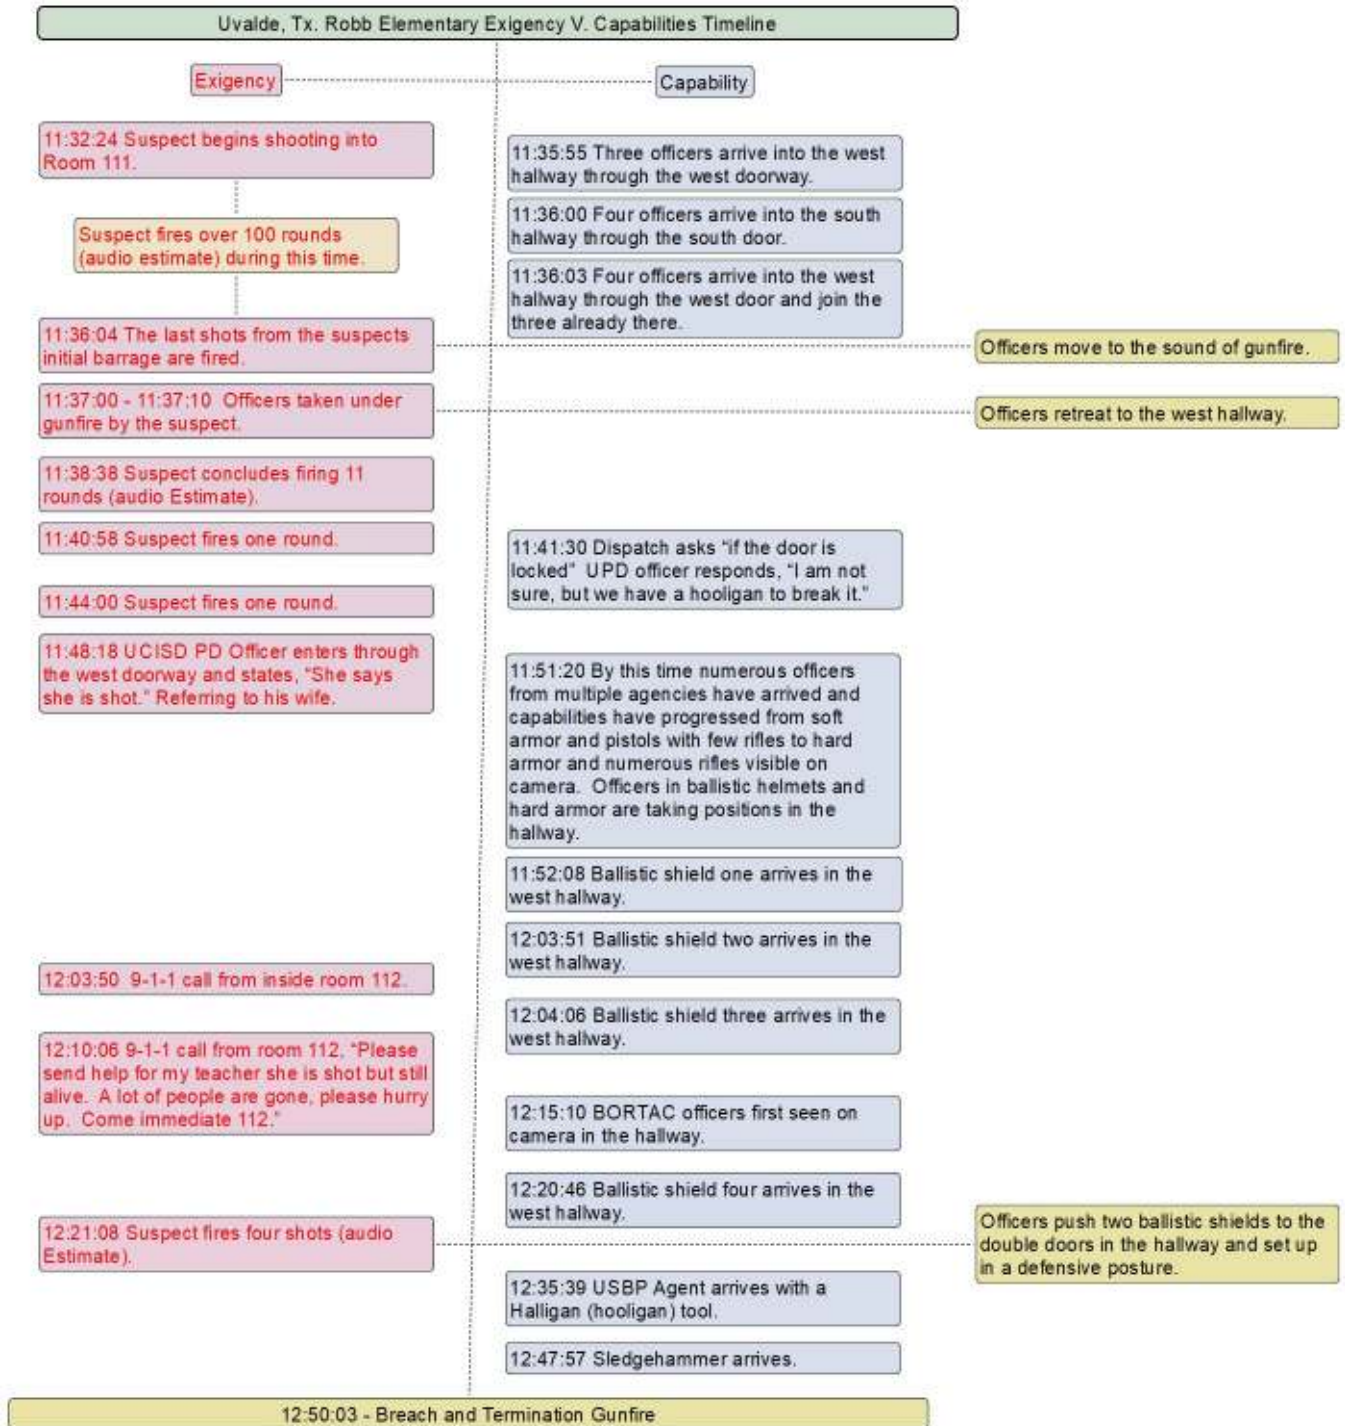 Uvalde, Tx. Robb Elementary Exigency V. Capabilities Timeline
Exigency
Capability
11:32:24 Suspect begins shooting into
Room 111.
11:35:55 Three officers arrive into the west
hallway through the west doorway.
Suspect fires over 100 rounds
(audio estimate) during this time.
11:36:00 Four officers arrive into the south
hallway through the south door.
11:36:03 Four officers arrive into the west
hallway through the west door and join the
three already there.
11:36:04 The last shots from the suspects
initial barrage are fired.
Officers move to the sound of gunfire.
11:37:00 - 11:37:10 Officers taken under
gunfire by the suspect.
Officers retreat to the west hallway.
11:38:38 Suspect concludes firing 11
rounds (audio Estimate).
11:40:58 Suspect fires one round.
11:41:30 Dispatch asks “if the door is
locked” UPD officer responds, “I am not
sure, but we have a hooligan to break it.”
11:44:00 Suspect fires one round.
11:48:18 UCISD PD Officer enters through
the west doorway and states, “She says
she is shot.” Referring to his wife.
11:51:20 By this time numerous officers
from multiple agencies have arrived and
capabilities have progressed from soft
armor and pistols with few rifles to hard
armor and numerous rifles visible on
camera. Officers in ballistic helmets and
hard armor are taking positions in the
hallway.
11:52:08 Ballistic shield one arrives in the
west hallway.
12:03:51 Ballistic shield two arrives in the
west hallway.
12:03:50 9-1-1 call from inside room 112.
12:04:06 Ballistic shield three arrives in the
west hallway.
12:10:06 9-1-1 call from room 112, “Please
send help for my teacher she is shot but still
alive. A lot of people are gone, please hurry
up. Come immediate 112.”
12:15:10 BORTAC officers first seen on
camera in the hallway.
12:20:46 Ballistic shield four arrives in the
west hallway.
12:21:08 Suspect fires four shots (audio
Estimate).
Officers push two ballistic shields to the
double doors in the hallway and set up
in a defensive posture.
12:35:39 USBP Agent arrives with a
Halligan (hooligan) tool.
12:47:57 Sledgehammer arrives.
12:50:03 - Breach and Termination Gunfire